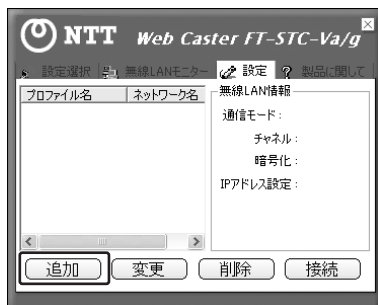 NTT Web Caster FT-STC-Va/g
設定選択 無線LANモニター 設定 製品に関して
プロファイル名 ネットワーク名
無線LAN情報
通信モード :
チャネル :
暗号化 :
IPアドレス設定 :
追加 変更 削除 接続